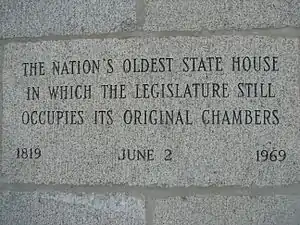 THE NATION'S OLDEST STATE HOUSE
IN WHICH THE LEGISLATURE STILL
OCCUPIES ITS ORIGINAL CHAMBERS
1819 JUNE 2 1969